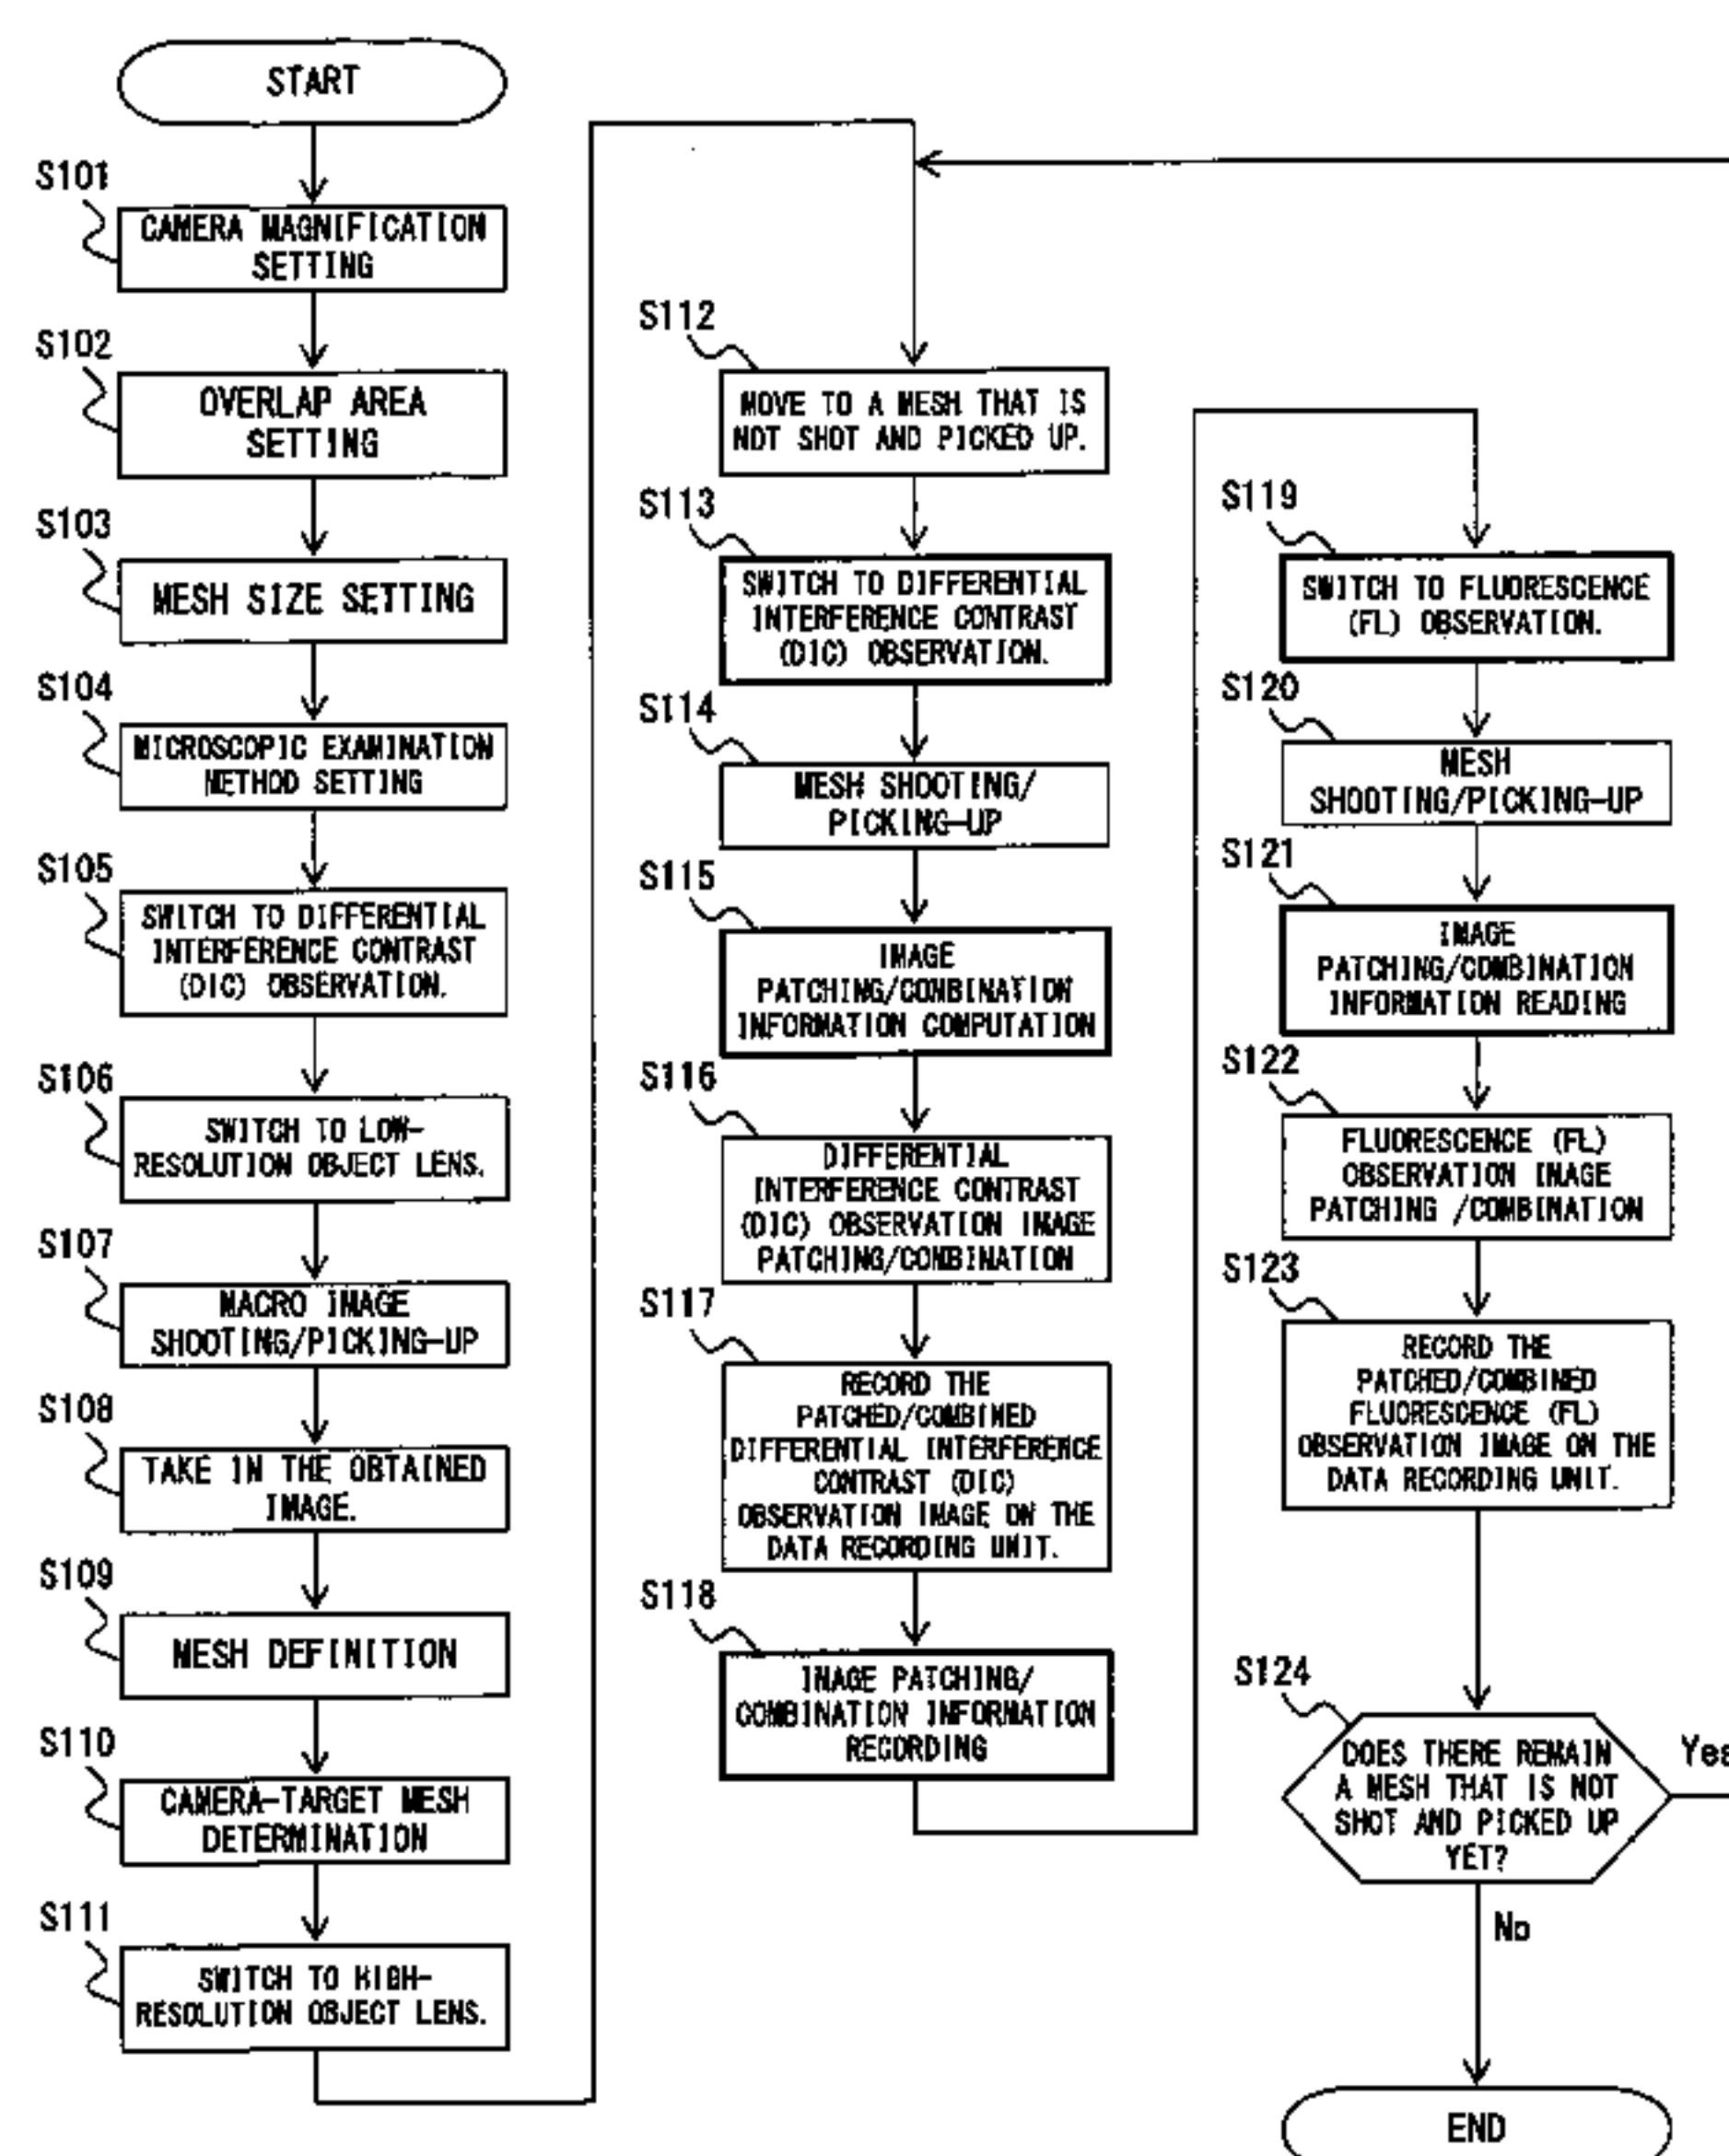 START
S101
CAMERA MAGNIFICATION
SETTING
S102
OVERLAP AREA
SETTING
S103
MESH SIZE SETTING
S104
MICROSCOPIC EXAMINATION
METHOD SETTING
S105
SWITCH TO DIFFERENTIAL
INTERFERENCE CONTRAST
(DIC) OBSERVATION.
S106
SWITCH TO LOW-
RESOLUTION OBJECT LENS.
S107
MACRO IMAGE
SHOOTING/PICKING-UP
S108
TAKE IN THE OBTAINED
IMAGE.
S109
MESH DEFINITION
S110
CAMERA-TARGET MESH
DETERMINATION
S111
SWITCH TO HIGH-
RESOLUTION OBJECT LENS.
S112
MOVE TO A MESH THAT IS
NOT SHOT AND PICKED UP.
S113
SWITCH TO DIFFERENTIAL
INTERFERENCE CONTRAST
(DIC) OBSERVATION.
S114
MESH SHOOTING/
PICKING-UP
S115
IMAGE
PATCHING/COMBINATION
INFORMATION COMPUTATION
S116
DIFFERENTIAL
INTERFERENCE CONTRAST
(DIC) OBSERVATION IMAGE
PATCHING/COMBINATION
S117
RECORD THE
PATCHED/COMBINED
DIFFERENTIAL INTERFERENCE
CONTRAST (DIC)
OBSERVATION IMAGE ON THE
DATA RECORDING UNIT.
S118
IMAGE PATCHING/
COMBINATION INFORMATION
RECORDING
S119
SWITCH TO FLUORESCENCE
(FL) OBSERVATION.
S120
MESH
SHOOTING/PICKING-UP
S121
IMAGE
PATCHING/COMBINATION
INFORMATION READING
S122
FLUORESCENCE (FL)
OBSERVATION IMAGE
PATCHING /COMBINATION
S123
RECORD THE
PATCHED/COMBINED
FLUORESCENCE (FL)
OBSERVATION IMAGE ON THE
DATA RECORDING UNIT.
S124
DOES THERE REMAIN
A MESH THAT IS NOT
SHOT AND PICKED UP
YET?
Yes
No
END